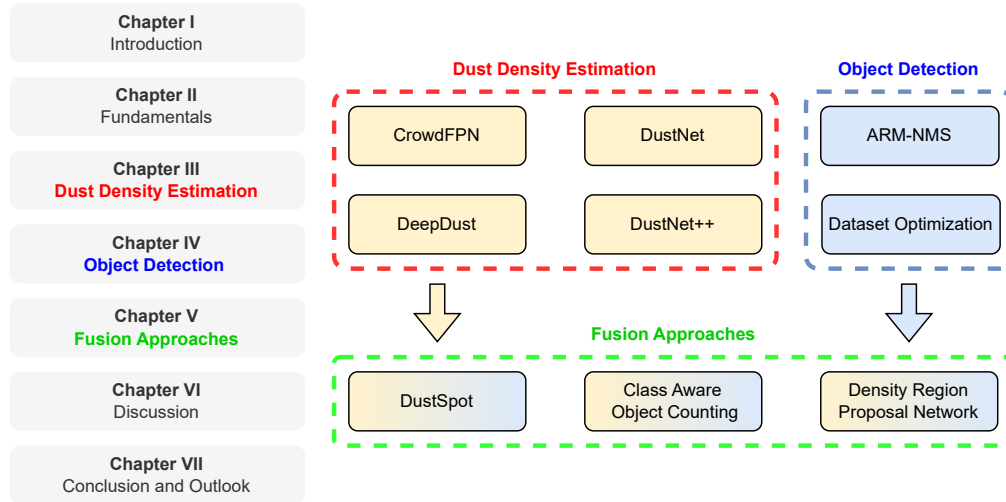 Chapter I
Introduction
Chapter II
Fundamentals
Chapter III
Dust Density Estimation
Chapter IV
Object Detection
Chapter V
Fusion Approaches
Chapter VI
Discussion
Chapter VII
Conclusion and Outlook
Dust Density Estimation
CrowdFPN
DustNet
DeepDust
DustNet++
Object Detection
ARM-NMS
Dataset Optimization
Fusion Approaches
DustSpot
Class Aware
Object Counting
Density Region
Proposal Network